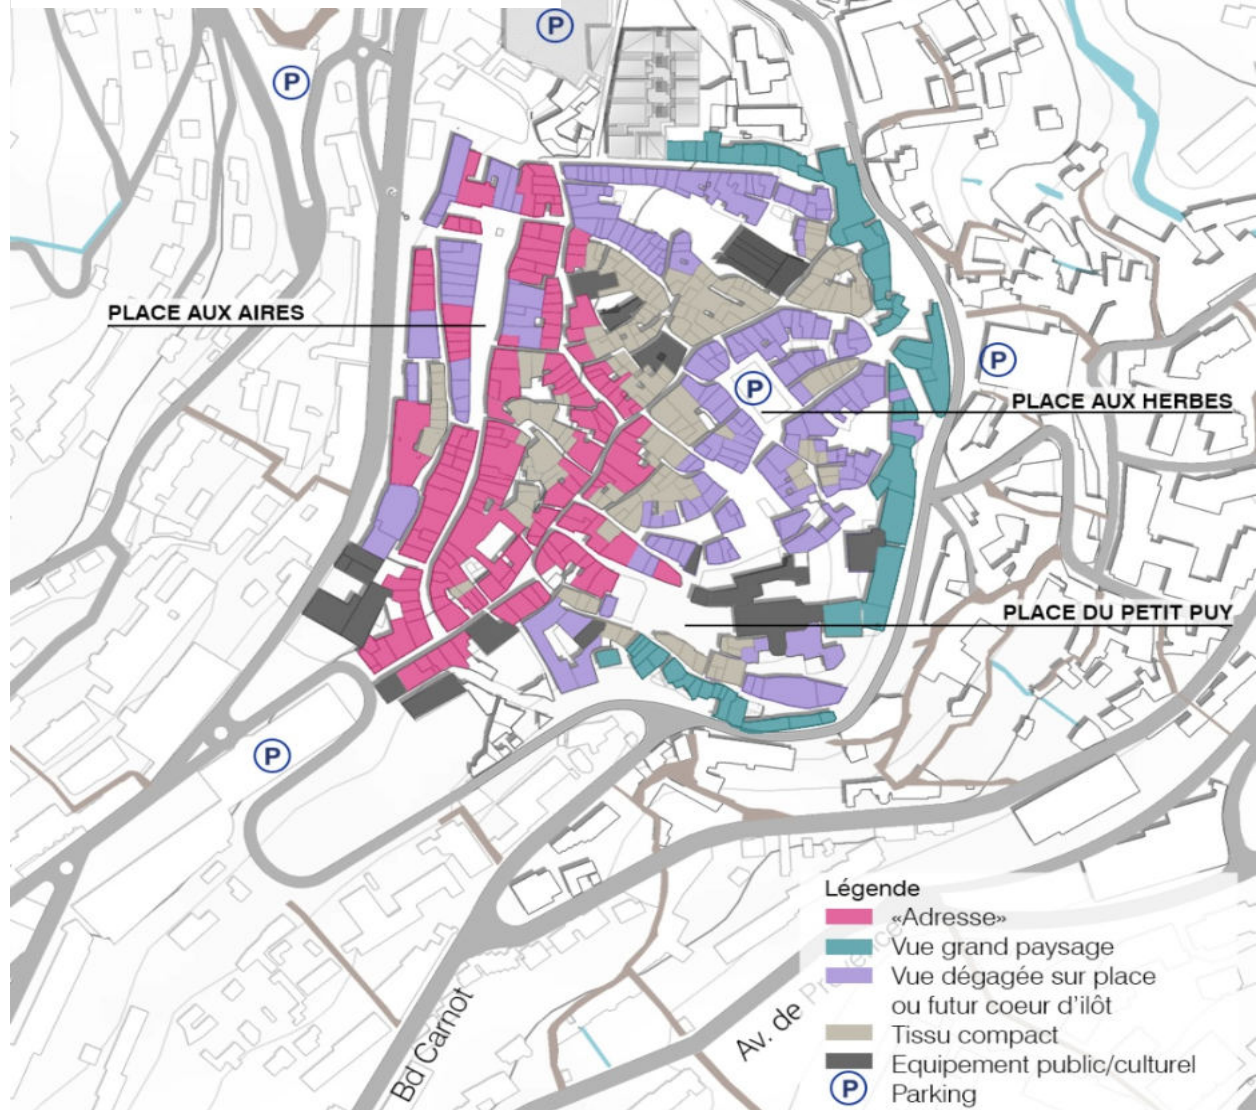 P
P
PLACE AUX AIRES
P
P
PLACE AUX HERBES
PLACE DU PETIT PUY
P
Bd Carnot
Av. de Provence
Légende
«Adresse»
Vue grand paysage
Vue dégagée sur place
ou futur coeur d'ilôt
Tissu compact
Equipement public/culturel
P Parking